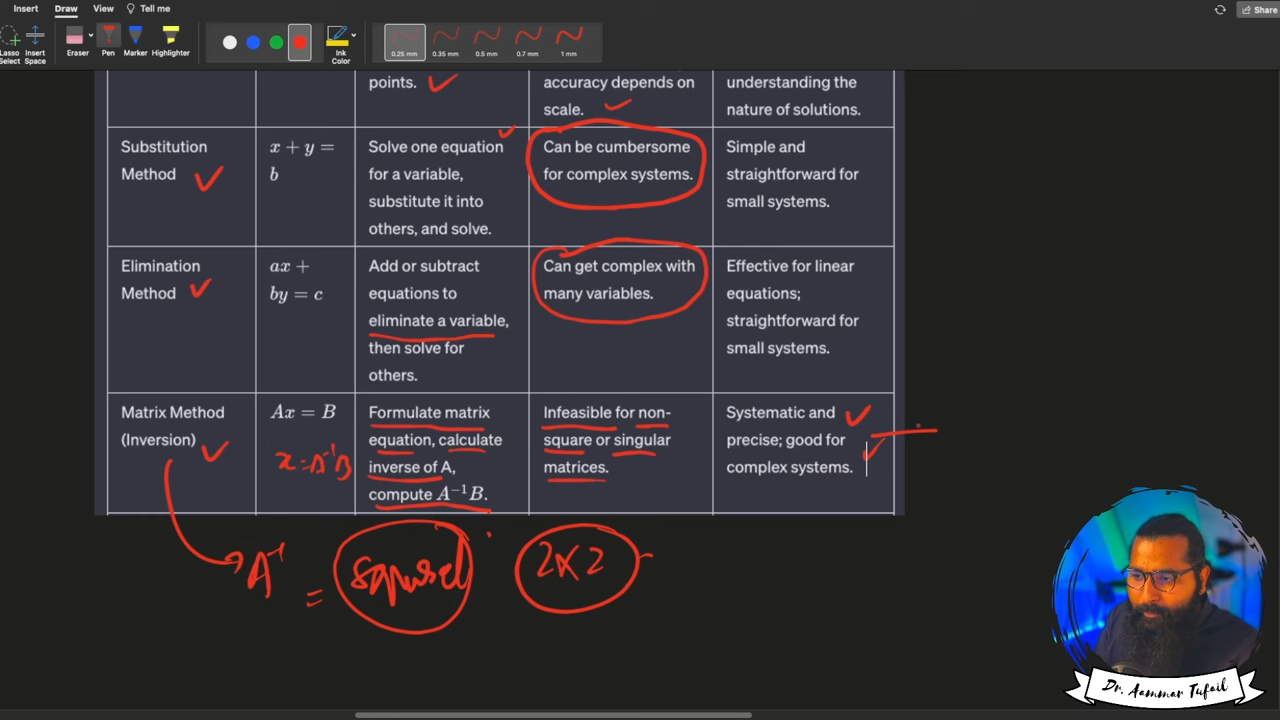 Insert Draw View Tell me
Share
Lasso Select
Insert Space
Eraser
Pen
Marker
Highlighter
Ink Color
0.25 mm
0.35 mm
0.5 mm
0.7 mm
1 mm
points.
accuracy depends on
scale.
understanding the
nature of solutions.
Substitution
Method
x + y =
b
Solve one equation
for a variable,
substitute it into
others, and solve.
Can be cumbersome
for complex systems.
Simple and
straightforward for
small systems.
Elimination
Method
ax +
by = c
Add or subtract
equations to
eliminate a variable,
then solve for
others.
Can get complex with
many variables.
Effective for linear
equations;
straightforward for
small systems.
Matrix Method
(Inversion)
Ax = B
x = A⁻¹B
Formulate matrix
equation, calculate
inverse of A,
compute A⁻¹B.
Infeasible for non-
square or singular
matrices.
Systematic and
precise; good for
complex systems.
A⁻¹ = squared 2x2
Dr. Aammar Tufail